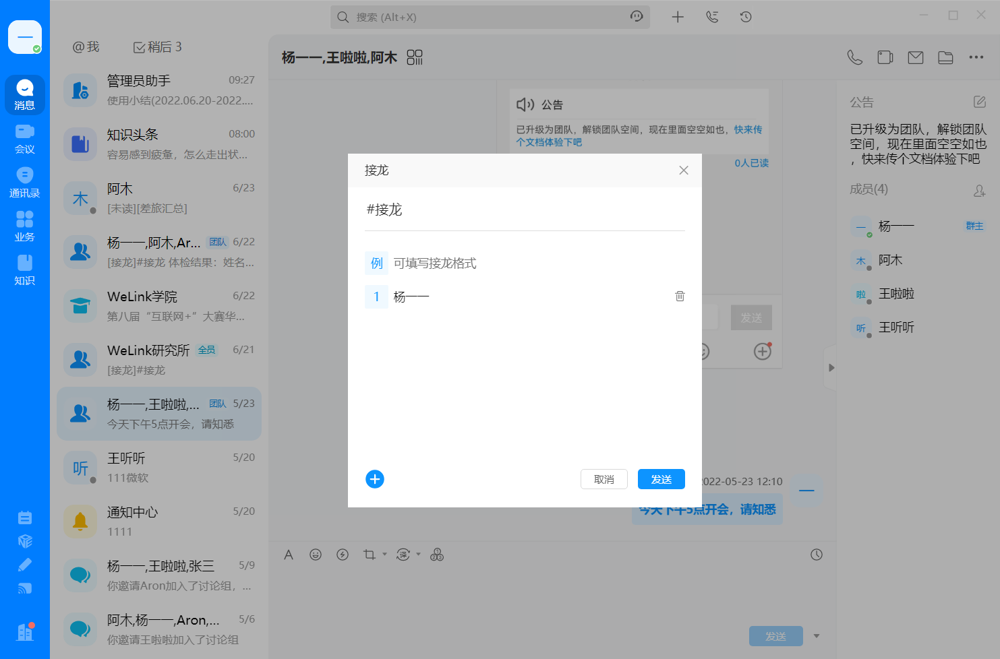 搜索 (Alt+X)
一
消息
会议
通讯录
业务
知识
@我
稍后 3
管理员助手 09:27
使用小结(2022.06.20-2022....
知识头条 08:00
容易感到疲惫，怎么走出状...
木
阿木 6/23
[未读][差旅汇总]
杨一一,阿木,Ar... 团队 6/22
[接龙]#接龙 体检结果：姓名...
WeLink学院 6/22
第八届“互联网+”大赛华...
WeLink研究所 全员 6/21
[接龙]#接龙
杨一一,王啦啦,... 团队 5/23
今天下午5点开会，请知悉
听
王听听 5/20
111微软
通知中心 5/20
1111
杨一一,王啦啦,张三 5/9
你邀请Aron加入了讨论组，...
阿木,杨一一,Aron,... 5/6
你邀请王啦啦加入了讨论组
杨一一,王啦啦,阿木
公告
已升级为团队，解锁团队空间，现在里面空空如也，快来传
个文档体验下吧
0人已读
接龙
#接龙
例 可填写接龙格式
1 杨一一
取消
发送
发送
2022-05-23 12:10
一
今天下午5点开会，请知悉
发送
公告
已升级为团队，解锁团队
空间，现在里面空空如也
，快来传个文档体验下吧
成员(4)
一 杨一一 群主
木 阿木
啦 王啦啦
听 王听听